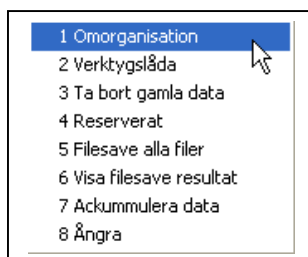 1 Omorganisation
2 Verktygslåda
3 Ta bort gamla data
4 Reserverat
5 Filesave alla filer
6 Visa filesave resultat
7 Ackummulera data
8 Ångra